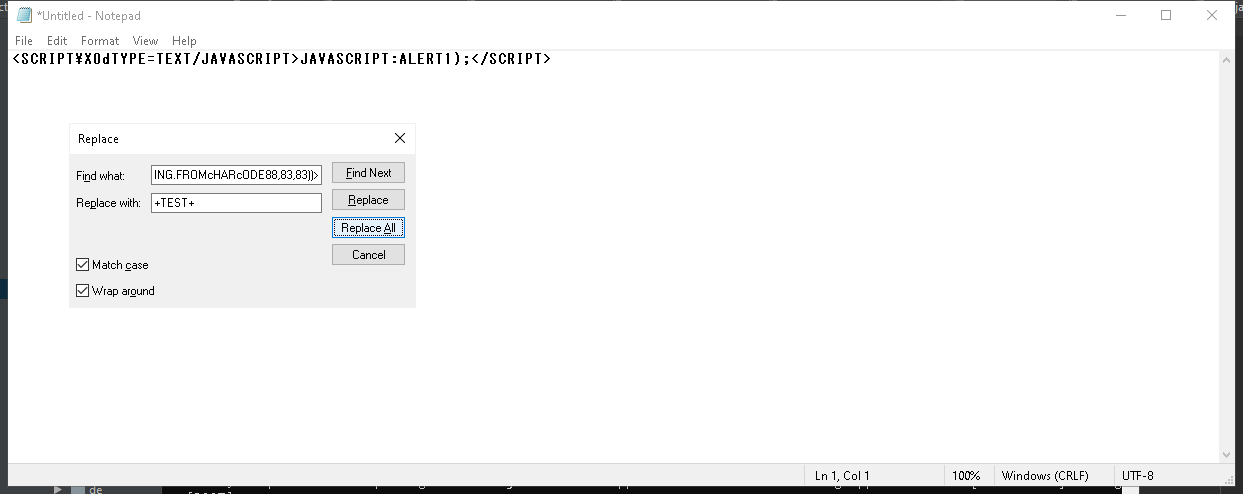 *Untitled - Notepad
File Edit Format View Help
<SCRIPT¥X0dTYPE=TEXT/JAVASCRIPT>JAVASCRIPT:ALERT1);</SCRIPT>
Replace
Find what: ING.FROMcHARcODE88,83,83))> Find Next
Replace with: +TEST+ Replace
Replace All
Cancel
Match case
Wrap around
Ln 1, Col 1 100% Windows (CRLF) UTF-8
de